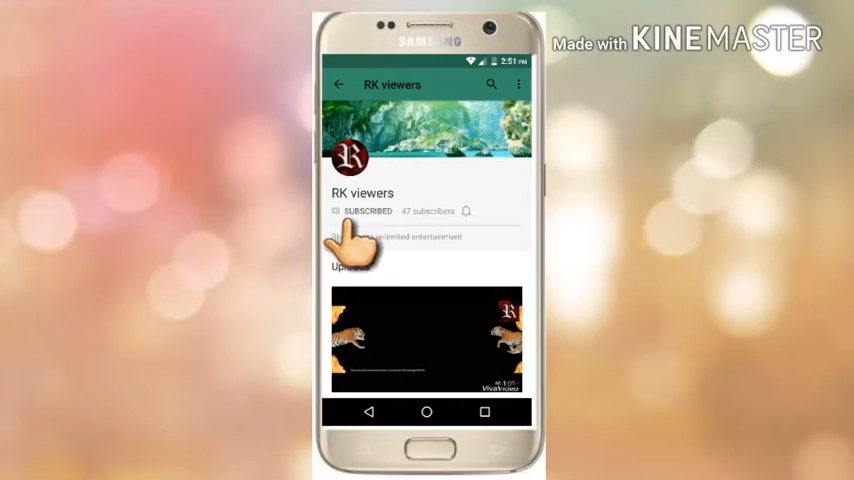 Made with KINEMASTER
SAMSUNG
2:51 PM
RK viewers
R
RK viewers
SUBSCRIBED 47 subscribers
unlimited entertainment
Uploads
R
VivaVideo